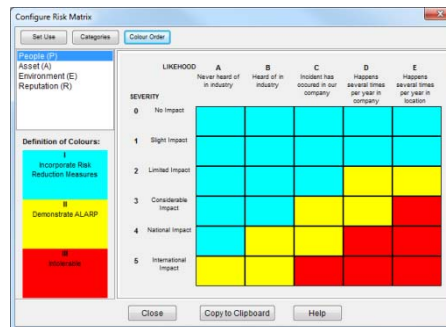 Configure Risk Matrix
Set Use
Categories
Colour Order
People (P)
Asset (A)
Environment (E)
Reputation (R)
Definition of Colours:
I
Incorporate Risk
Reduction Measures
II
Demonstrate ALARP
III
Intolerable
LIKEHOOD
A
Never heard of
in industry
B
Heard of in
industry
C
Incident has
occured in our
company
D
Happens
several times
per year in
company
E
Happens
several times
per year in
location
SEVERITY
0 No Impact
1 Slight Impact
2 Limited Impact
3 Considerable
Impact
4 National Impact
5 International
Impact
Close
Copy to Clipboard
Help